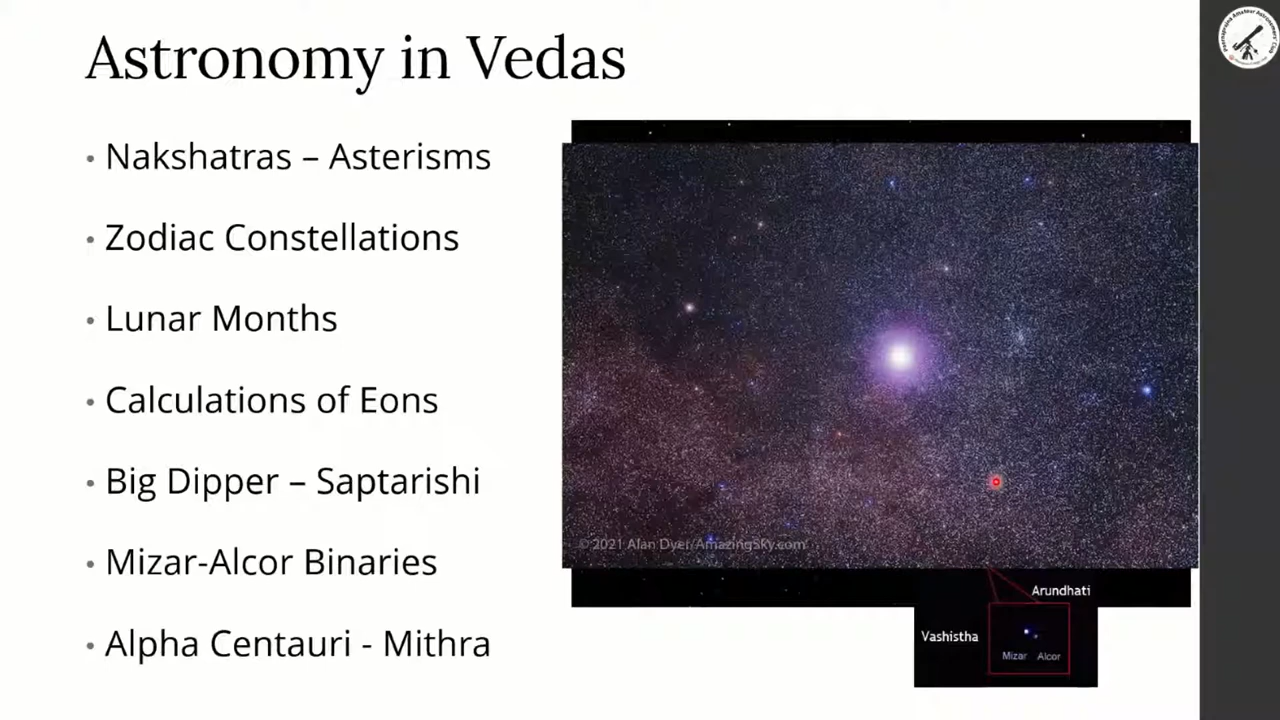 Astronomy in Vedas
• Nakshatras – Asterisms
• Zodiac Constellations
• Lunar Months
• Calculations of Eons
• Big Dipper – Saptarishi
• Mizar-Alcor Binaries
• Alpha Centauri - Mithra
© 2021 Alan Dyer/AmazingSky.com
Arundhati
Vashistha
Mizar Alcor